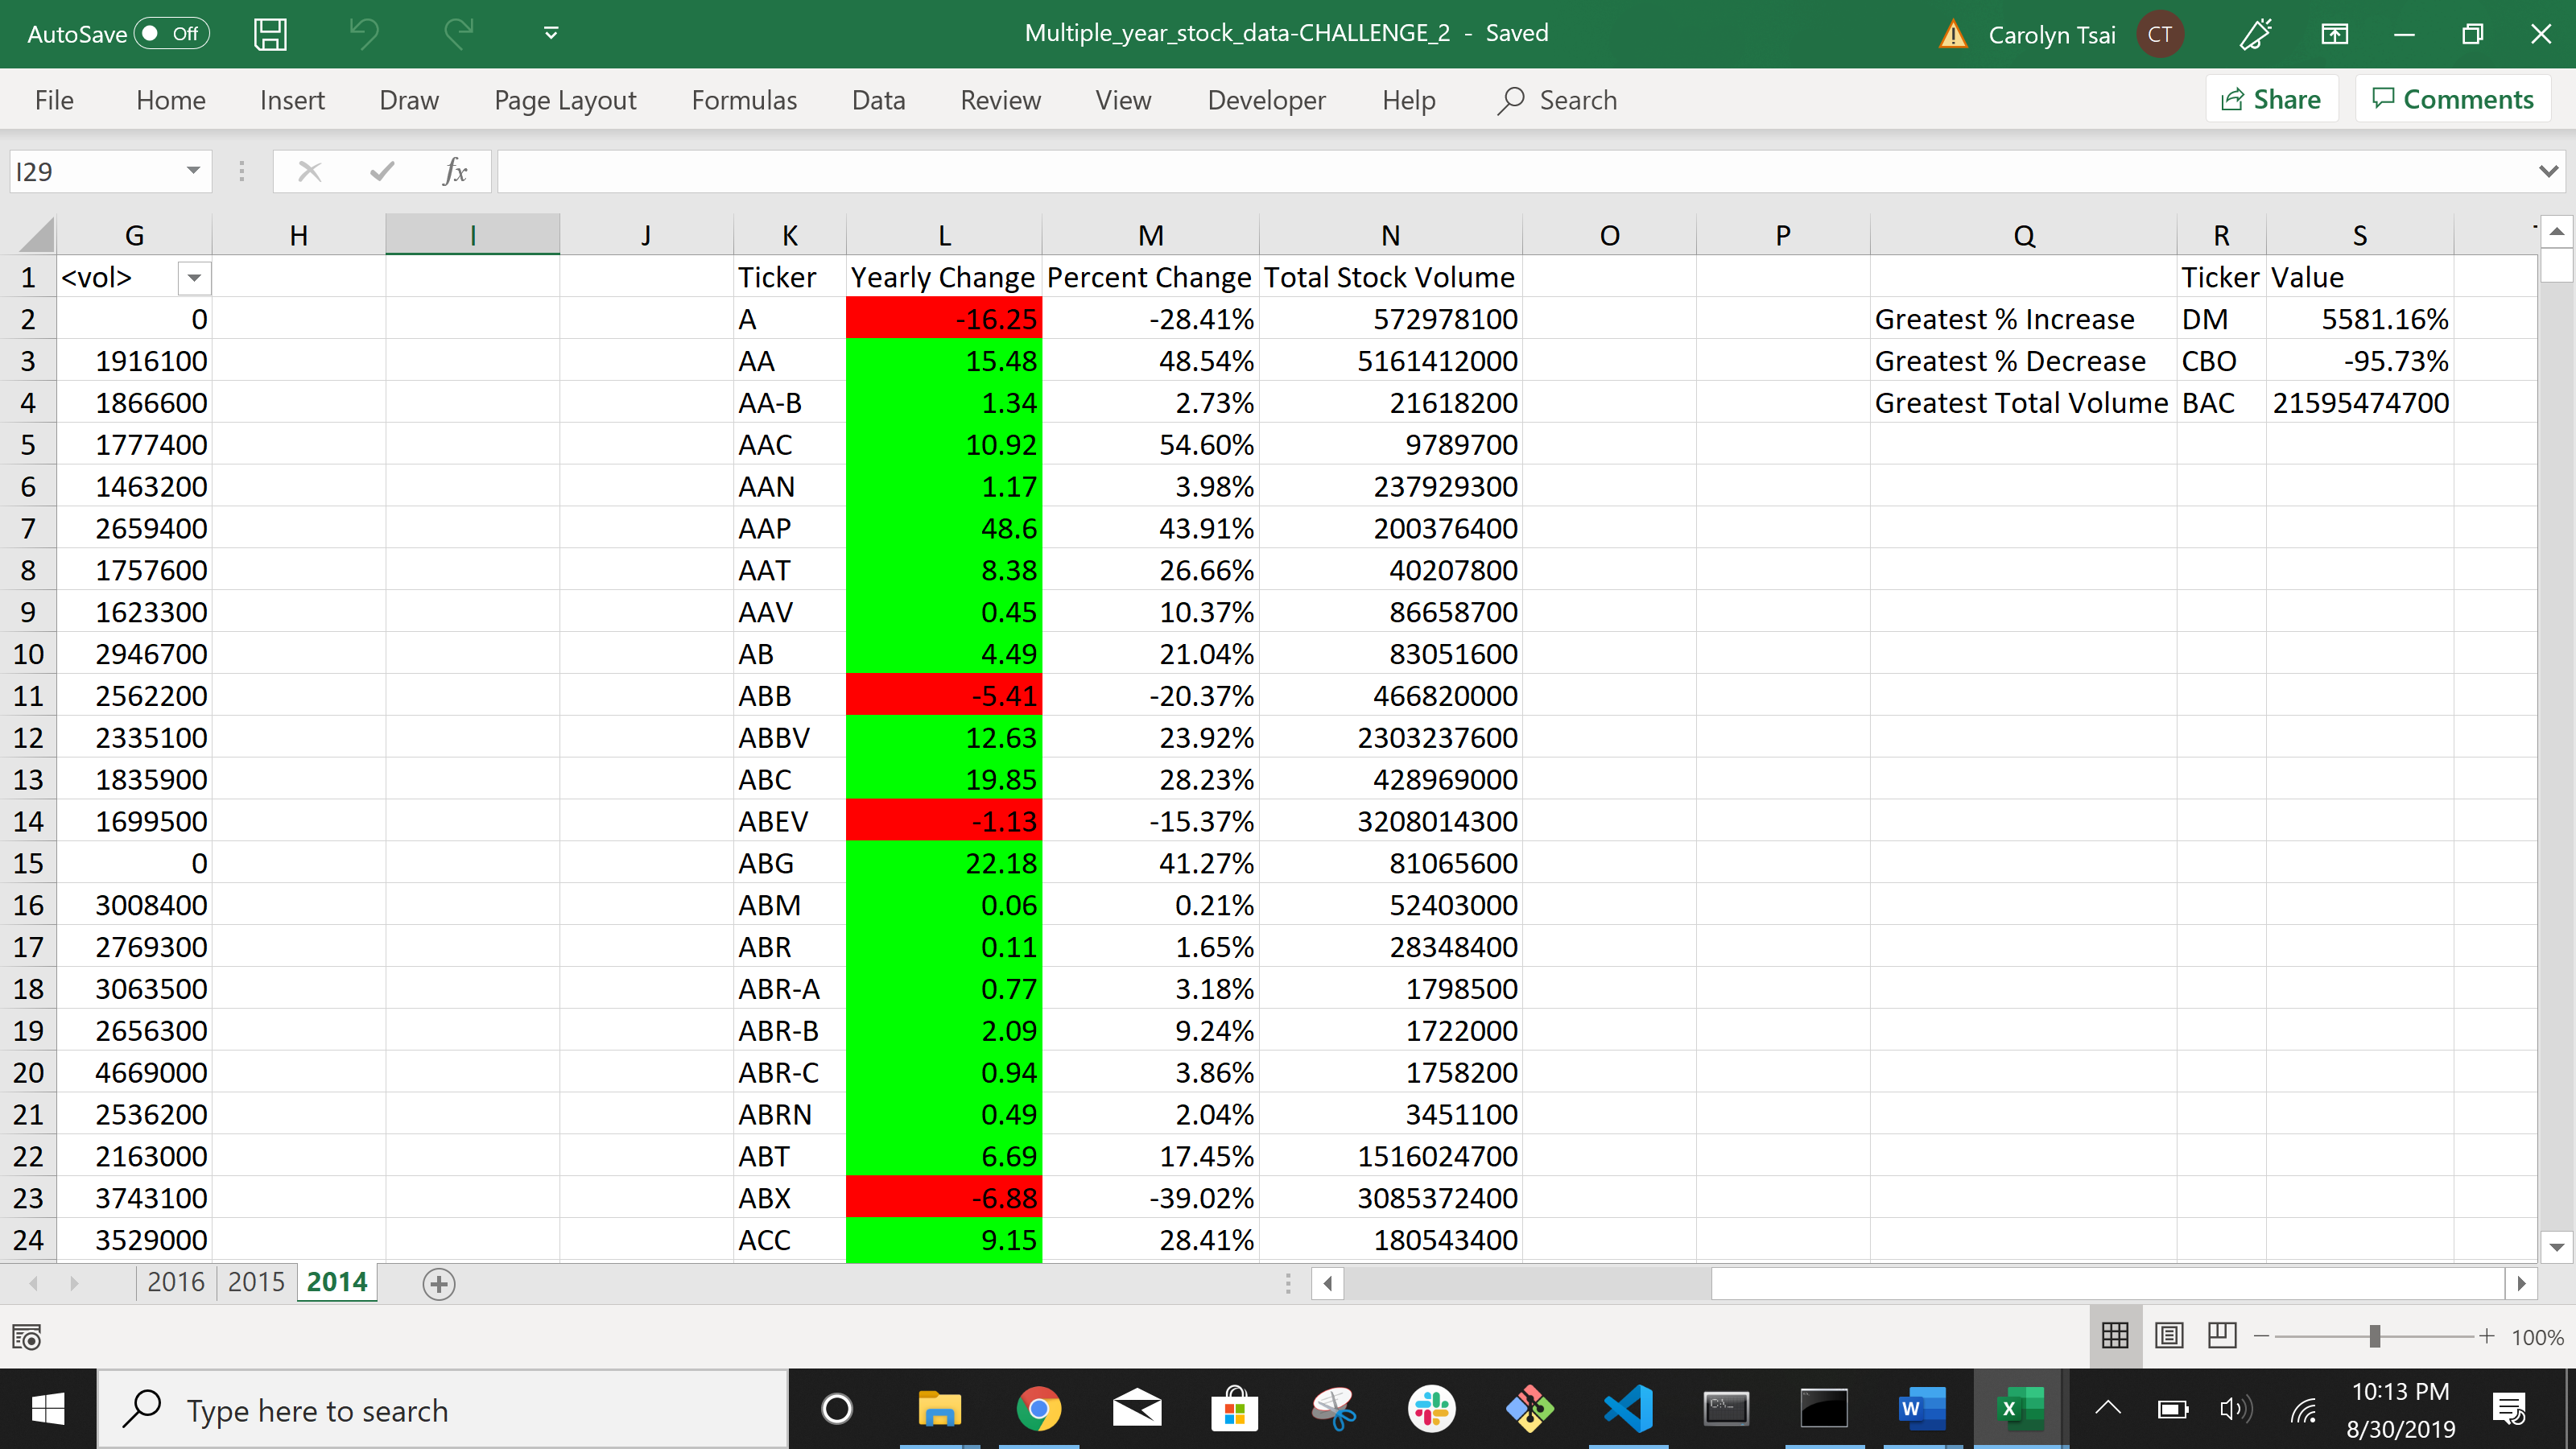 AutoSave Off Multiple_year_stock_data-CHALLENGE_2 - Saved Carolyn Tsai CT
File Home Insert Draw Page Layout Formulas Data Review View Developer Help Search Share Comments
I29 fx
G H I J K L M N O P Q R S
1 <vol> Ticker Yearly Change Percent Change Total Stock Volume Ticker Value
2 0 A -16.25 -28.41% 572978100 Greatest % Increase DM 5581.16%
3 1916100 AA 15.48 48.54% 5161412000 Greatest % Decrease CBO -95.73%
4 1866600 AA-B 1.34 2.73% 21618200 Greatest Total Volume BAC 21595474700
5 1777400 AAC 10.92 54.60% 9789700
6 1463200 AAN 1.17 3.98% 237929300
7 2659400 AAP 48.6 43.91% 200376400
8 1757600 AAT 8.38 26.66% 40207800
9 1623300 AAV 0.45 10.37% 86658700
10 2946700 AB 4.49 21.04% 83051600
11 2562200 ABB -5.41 -20.37% 466820000
12 2335100 ABBV 12.63 23.92% 2303237600
13 1835900 ABC 19.85 28.23% 428969000
14 1699500 ABEV -1.13 -15.37% 3208014300
15 0 ABG 22.18 41.27% 81065600
16 3008400 ABM 0.06 0.21% 52403000
17 2769300 ABR 0.11 1.65% 28348400
18 3063500 ABR-A 0.77 3.18% 1798500
19 2656300 ABR-B 2.09 9.24% 1722000
20 4669000 ABR-C 0.94 3.86% 1758200
21 2536200 ABRN 0.49 2.04% 3451100
22 2163000 ABT 6.69 17.45% 1516024700
23 3743100 ABX -6.88 -39.02% 3085372400
24 3529000 ACC 9.15 28.41% 180543400
2016 2015 2014
100%
Type here to search 10:13 PM
8/30/2019